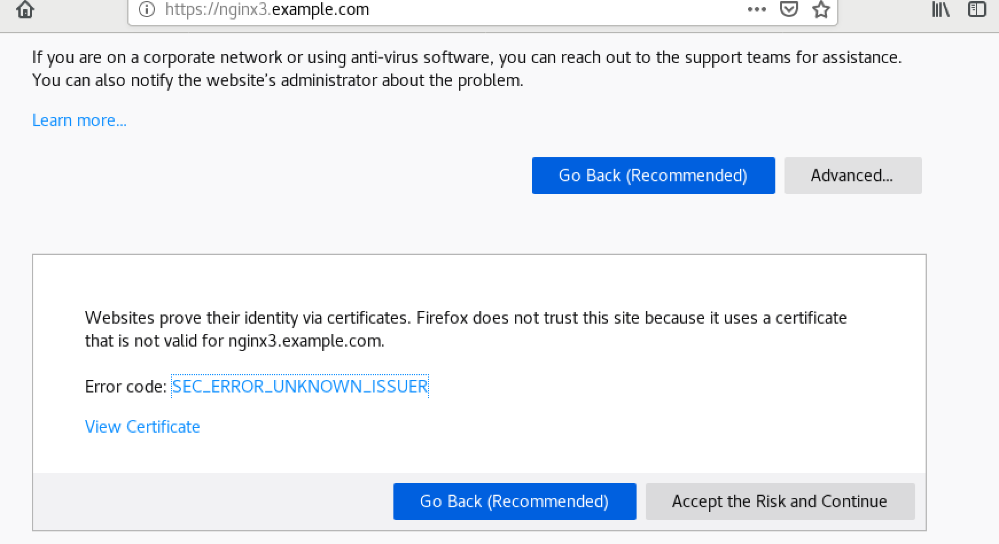 https://nginx3.example.com
If you are on a corporate network or using anti-virus software, you can reach out to the support teams for assistance.
You can also notify the website's administrator about the problem.
Learn more...
Go Back (Recommended)
Advanced...
Websites prove their identity via certificates. Firefox does not trust this site because it uses a certificate
that is not valid for nginx3.example.com.
Error code: SEC_ERROR_UNKNOWN_ISSUER
View Certificate
Go Back (Recommended)
Accept the Risk and Continue